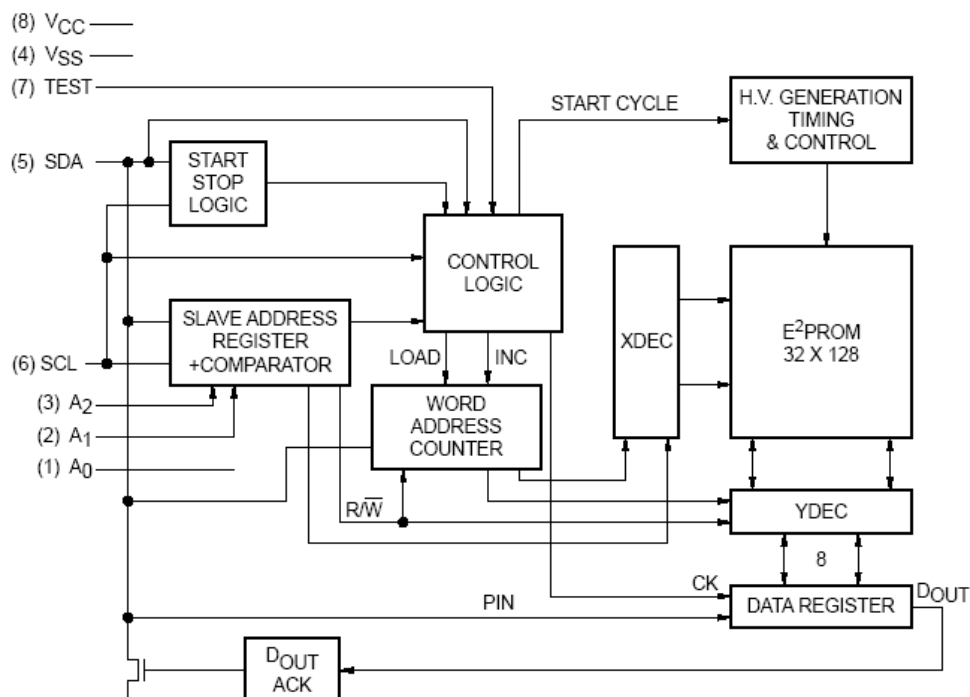 (8) VCC
(4) VSS
(7) TEST
START CYCLE
H.V. GENERATION
TIMING
& CONTROL
(5) SDA
START
STOP
LOGIC
CONTROL
LOGIC
SLAVE ADDRESS
REGISTER
+COMPARATOR
XDEC
E²PROM
32 X 128
(6) SCL
LOAD
INC
(3) A2
(2) A1
(1) A0
WORD
ADDRESS
COUNTER
R/W̅
YDEC
8
CK
DOUT
PIN
DATA REGISTER
DOUT
ACK